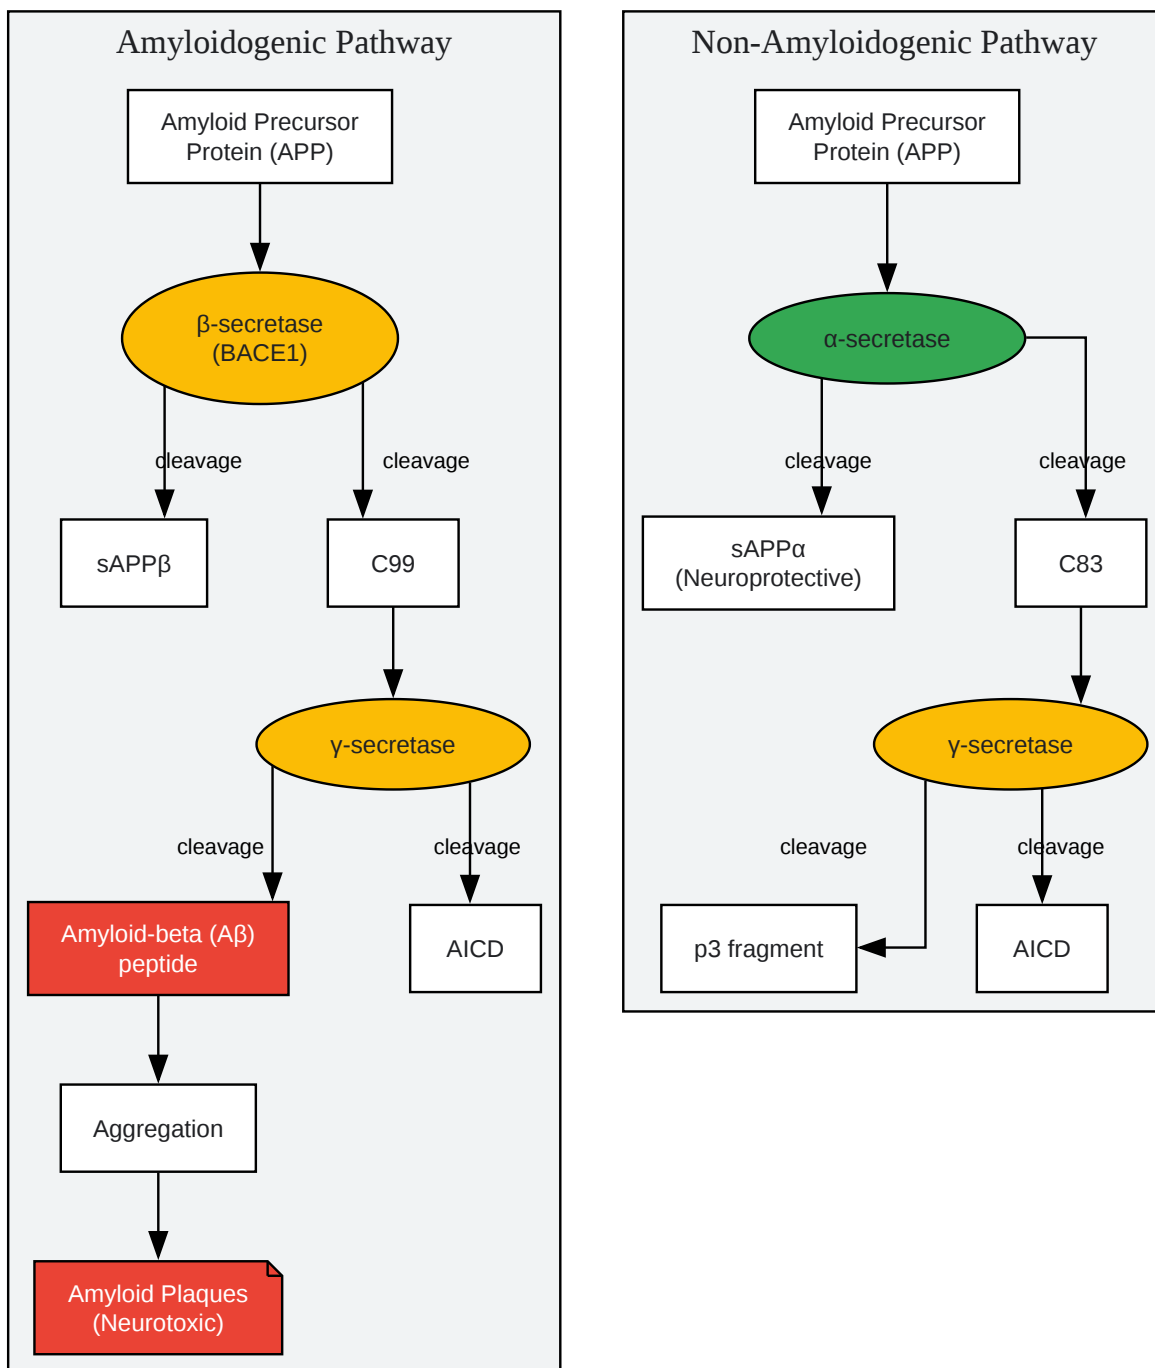 Amyloidogenic Pathway
Amyloid Precursor
Protein (APP)
β-secretase
(BACE1)
cleavage
cleavage
sAPPβ
C99
γ-secretase
cleavage
cleavage
Amyloid-beta (Aβ)
peptide
AICD
Aggregation
Amyloid Plaques
(Neurotoxic)
Non-Amyloidogenic Pathway
Amyloid Precursor
Protein (APP)
α-secretase
cleavage
cleavage
sAPPα
(Neuroprotective)
C83
γ-secretase
cleavage
cleavage
p3 fragment
AICD